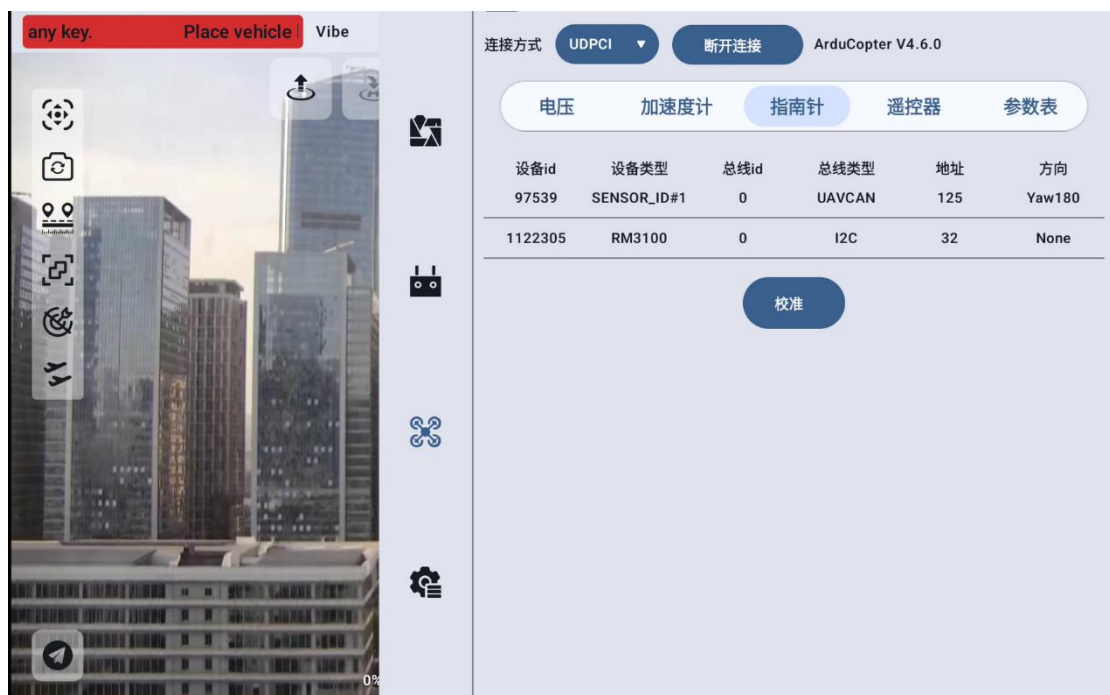 any key. Place vehicle Vibe
0%
连接方式 UDPCI 断开连接 ArduCopter V4.6.0
电压 加速度计 指南针 遥控器 参数表
设备id 设备类型 总线id 总线类型 地址 方向
97539 SENSOR_ID#1 0 UAVCAN 125 Yaw180
1122305 RM3100 0 I2C 32 None
校准